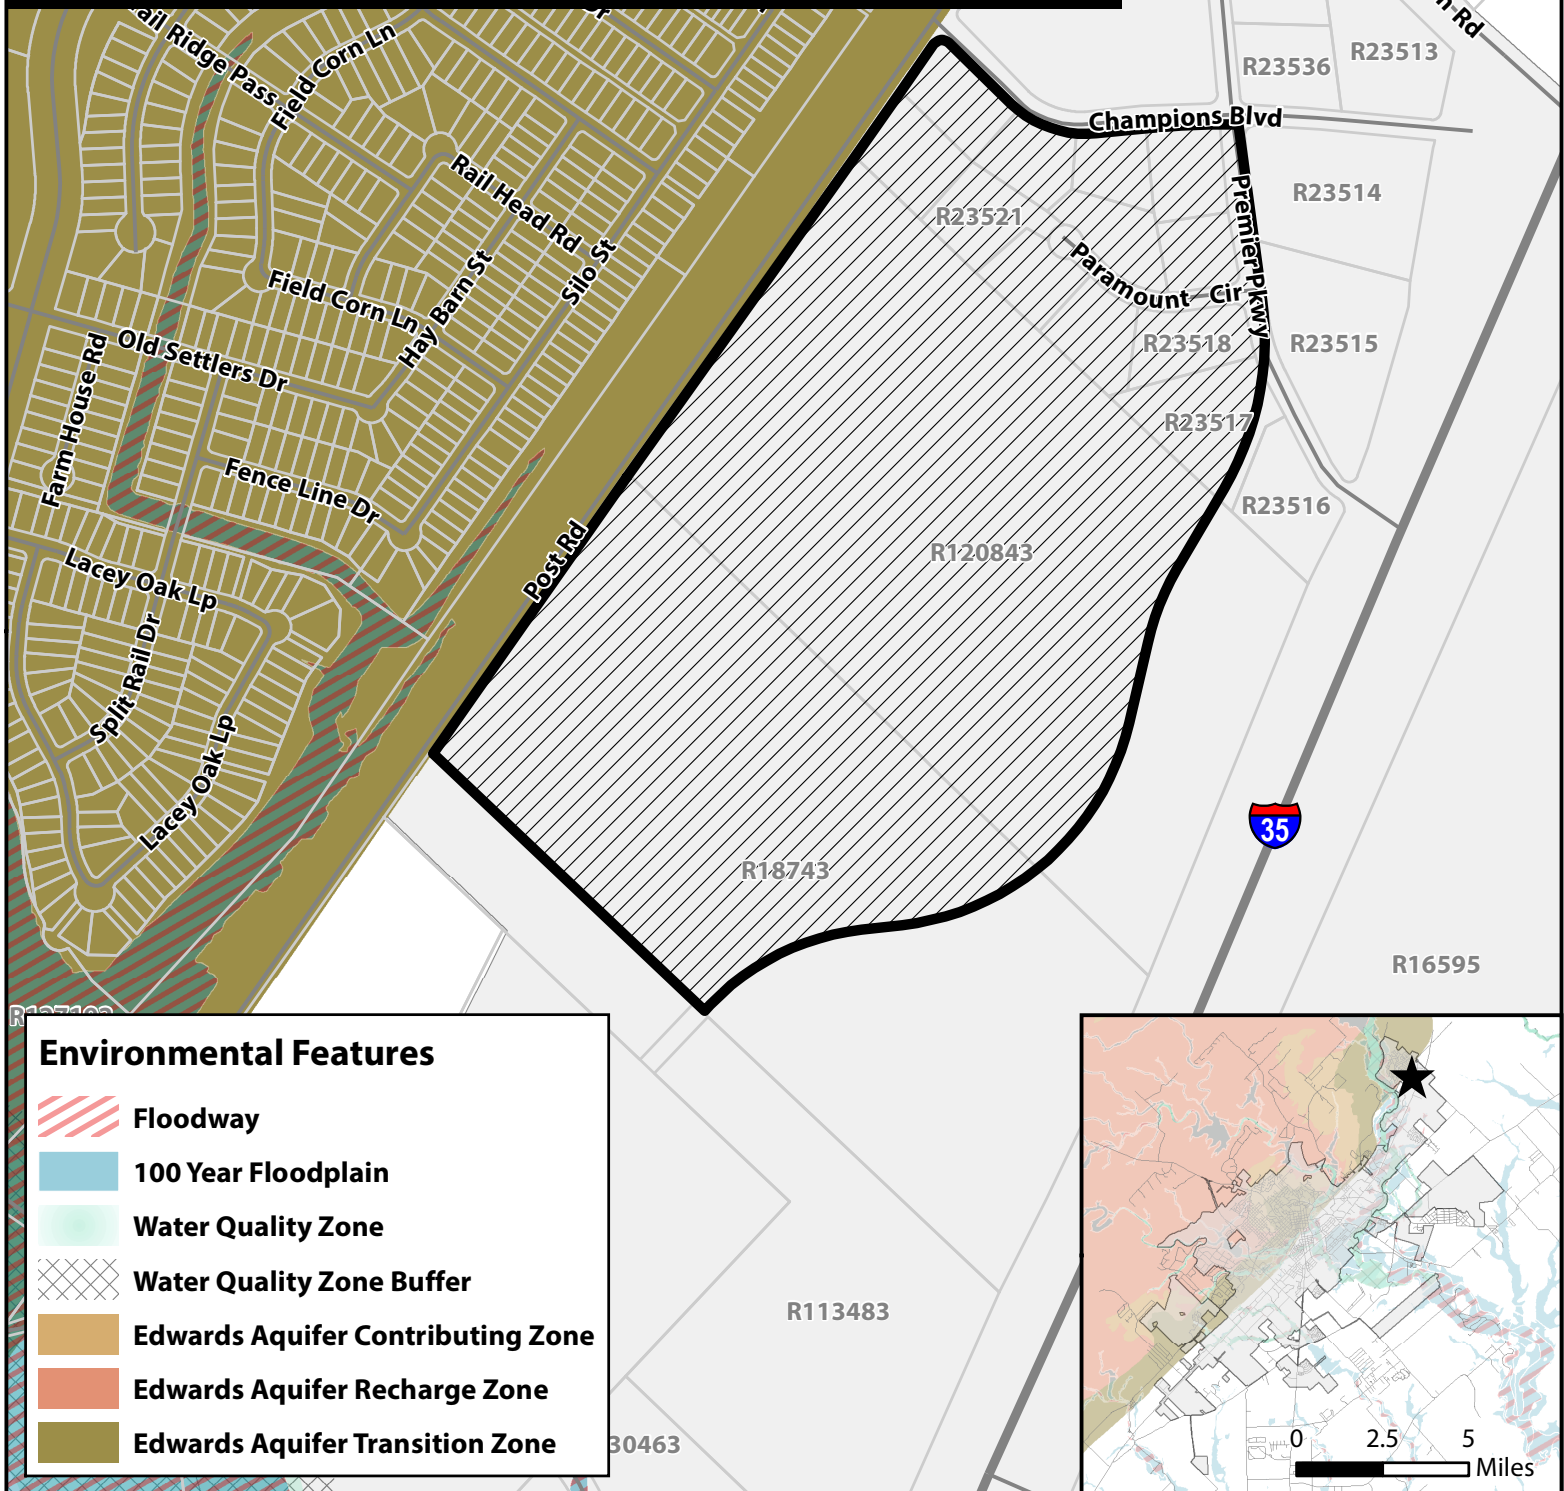 Rail Ridge Pass
Field Corn Ln
n Rd
R23536
R23513
Champions Blvd
Rail Head Rd
R23514
R23521
Premier Pkwy
Silo St
Hay Barn St
Field Corn Ln
Paramount Cir
R23518
R23515
Old Settlers Dr
Farm House Rd
R23517
Fence Line Dr
R23516
Post Rd
R120843
Lacey Oak Lp
Split Rail Dr
Lacey Oak Lp
35
R18743
R16595
Environmental Features
Floodway
100 Year Floodplain
Water Quality Zone
Water Quality Zone Buffer
Edwards Aquifer Contributing Zone
Edwards Aquifer Recharge Zone
Edwards Aquifer Transition Zone
R113483
30463
0 2.5 5
Miles